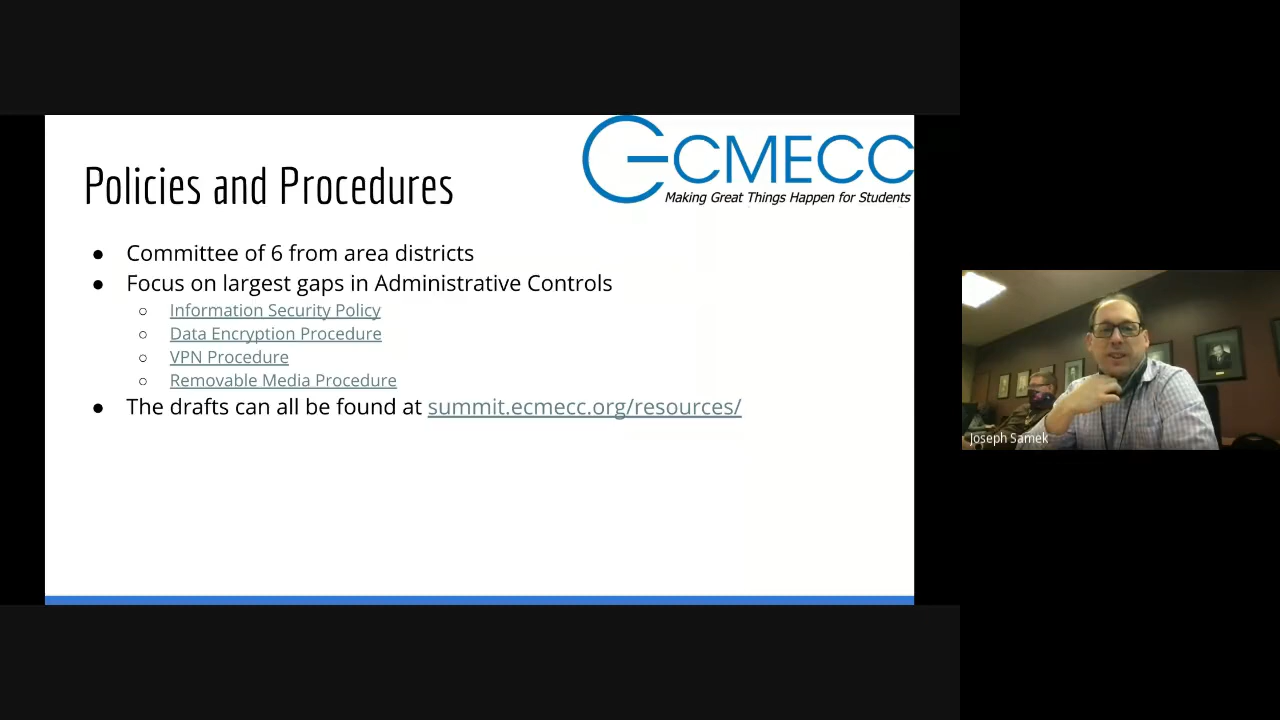 ECMECC
Making Great Things Happen for Students
Policies and Procedures
● Committee of 6 from area districts
● Focus on largest gaps in Administrative Controls
○ Information Security Policy
○ Data Encryption Procedure
○ VPN Procedure
○ Removable Media Procedure
● The drafts can all be found at summit.ecmecc.org/resources/
Joseph Samek